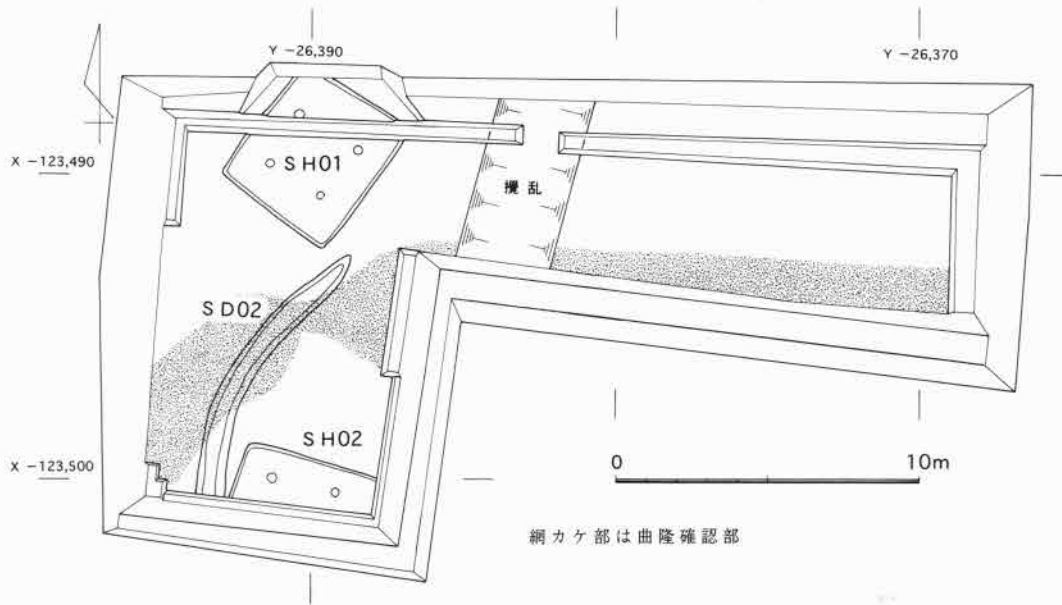 Y -26,390
Y -26,370
X -123,490
SH01
攪乱
SD02
SH02
X -123,500
0 10m
網カケ部は曲隆確認部